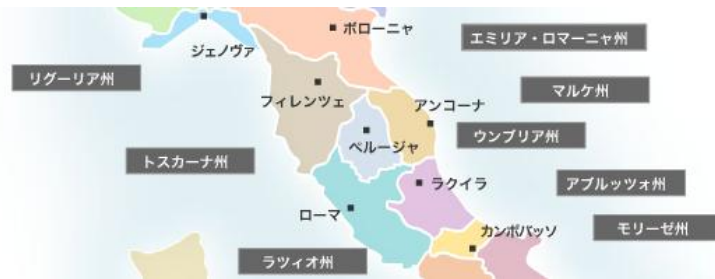 ボローニャ
エミリア・ロマーニャ州
ジェノヴァ
リグーリア州
フィレンツェ
マルケ州
アンコーナ
ウンブリア州
ペルージャ
トスカーナ州
ラクイラ
アブルッツォ州
ローマ
カンポバッソ
モリーゼ州
ラツィオ州